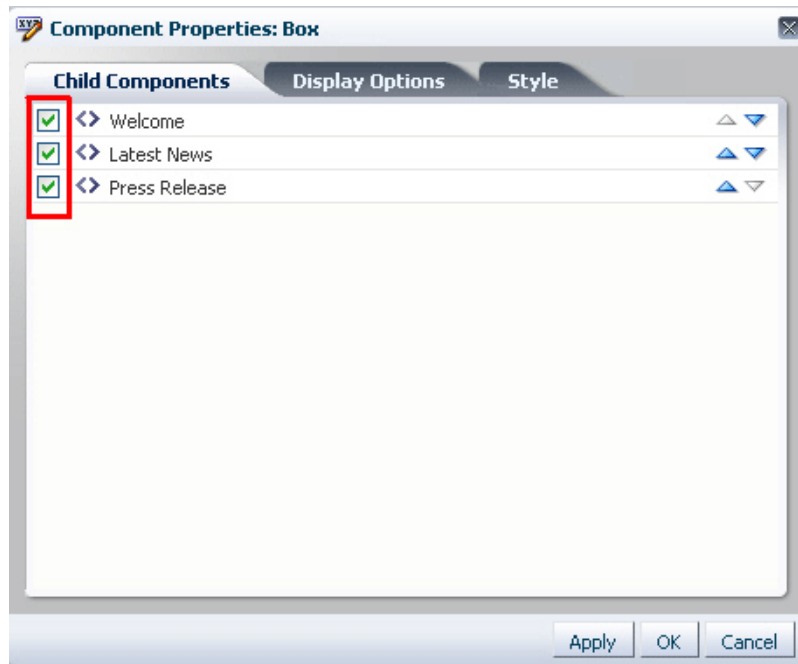 Component Properties: Box
Child Components Display Options Style
Welcome
Latest News
Press Release
Apply OK Cancel